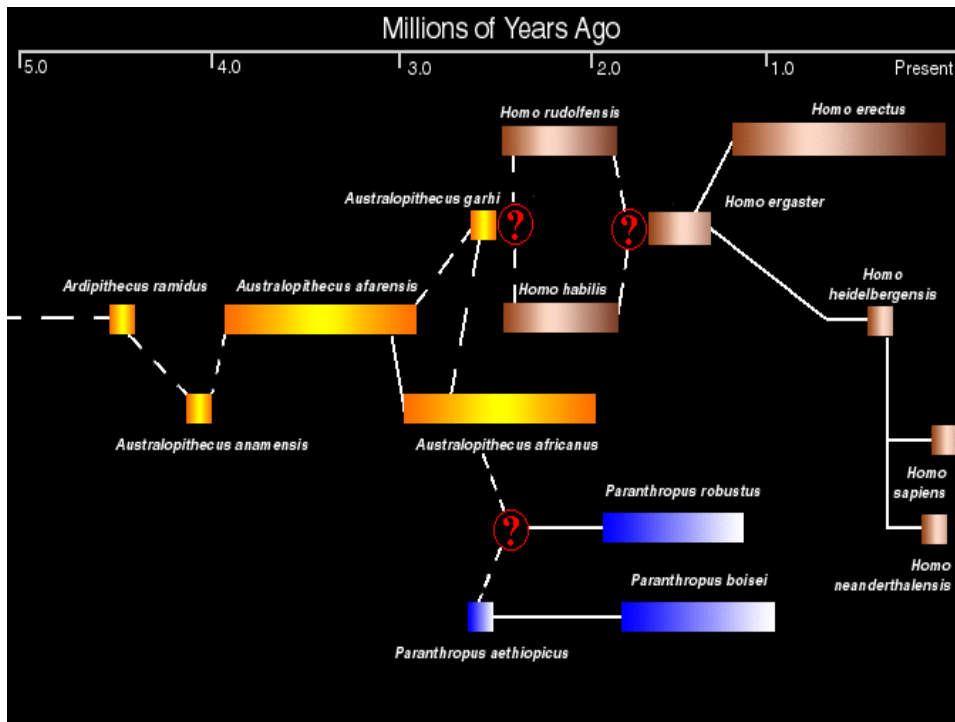 Millions of Years Ago
5.0 4.0 3.0 2.0 1.0 Present
Homo rudolfensis
Homo erectus
Australopithecus garhi
?
?
Homo ergaster
Ardipithecus ramidus
Australopithecus afarensis
Homo habilis
Homo
heidelbergensis
Australopithecus anamensis
Australopithecus africanus
Homo
sapiens
Paranthropus robustus
?
Homo
neanderthalensis
Paranthropus boisei
Paranthropus aethiopicus